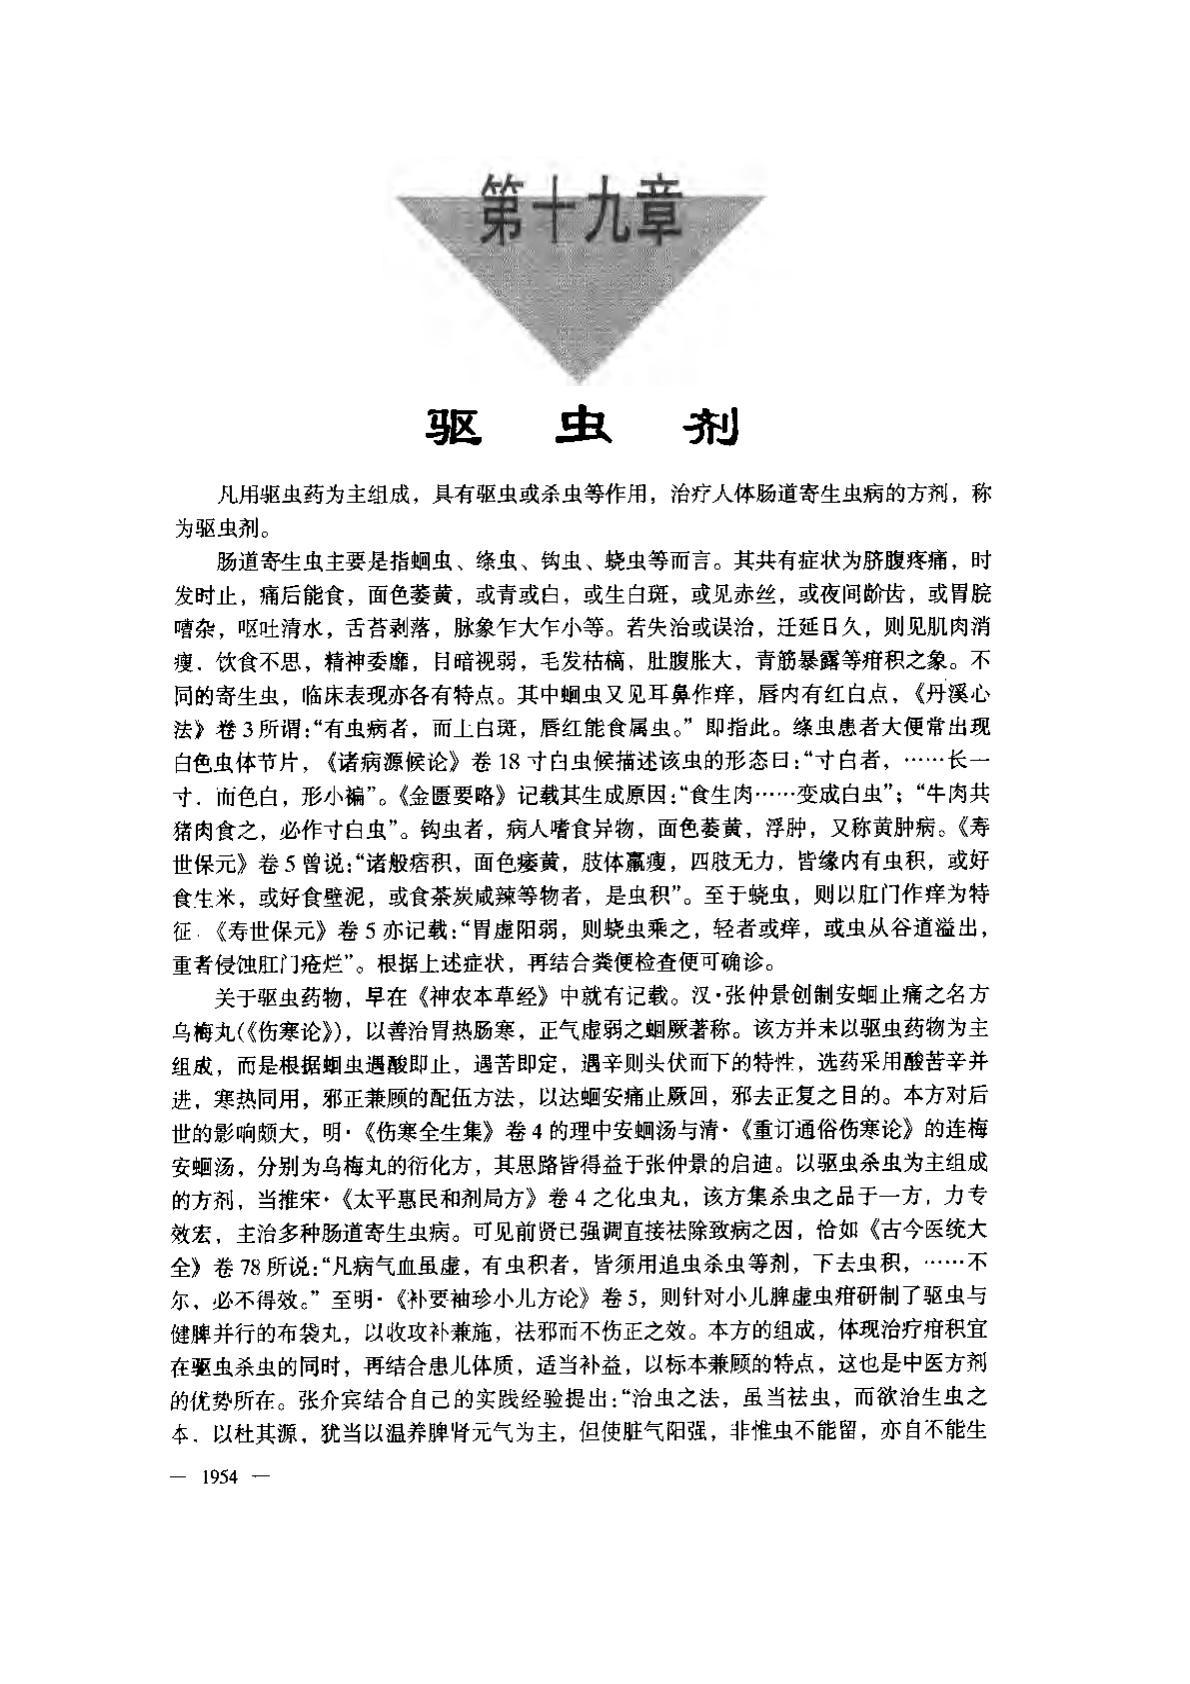 第十九章
驱虫剂
凡用驱虫药为主组成，具有驱虫或杀虫等作用，治疗人体肠道寄生虫病的方剂，称
为驱虫剂。
肠道寄生虫主要是指蛔虫、绦虫、钩虫、蛲虫等而言。其共有症状为脐腹疼痛，时
发时止，痛后能食，面色萎黄，或青或白，或生白斑，或见赤丝，或夜间龄齿，或胃脘
嘈杂，呕吐清水，舌苔剥落，脉象乍大乍小等。若失治或误治，迁延日久，则见肌肉消
瘦．饮食不思，精神委靡，目暗视弱，毛发枯槁，肚腹胀大，青筋暴露等疳积之象。不
同的寄生虫，临床表现亦各有特点。其中蛔虫又见耳鼻作痒，唇内有红白点，《丹溪心
法》卷3所谓：“有虫病者，而上白斑，唇红能食属虫。”即指此。绦虫患者大便常出现
白色虫体节片，《诸病源候论》卷18寸白虫候描述该虫的形态曰：“寸白者，……长一
寸．而色白，形小褊”。《金匮要略》记载其生成原因：“食生肉……变成白虫”；“牛肉共
猪肉食之，必作寸白虫”。钩虫者，病人嗜食异物，面色萎黄，浮肿，又称黄肿病。《寿
世保元》卷5曾说：“诸般痞积，面色痿黄，肢体羸瘦，四肢无力，皆缘内有虫积，或好
食生米，或好食壁泥，或食茶炭咸辣等物者，是虫积”。至于蛲虫，则以肛门作痒为特
征．《寿世保元》卷5亦记载：“胃虚阳弱，则蛲虫乘之，轻者或痒，或虫从谷道溢出，
重者侵蚀肛门疮烂”。根据上述症状，再结合粪便检查便可确诊。
关于驱虫药物，早在《神农本草经》中就有记载。汉·张仲景创制安蛔止痛之名方
乌梅丸(《伤寒论》)，以善治胃热肠寒，正气虚弱之蛔厥著称。该方并未以驱虫药物为主
组成，而是根据蛔虫遇酸即止，遇苦即定，遇辛则头伏而下的特性，选药采用酸苦辛并
进，寒热同用，邪正兼顾的配伍方法，以达蛔安痛止厥回，邪去正复之目的。本方对后
世的影响颇大，明·《伤寒全生集》卷4的理中安蛔汤与清·《重订通俗伤寒论》的连梅
安蛔汤，分别为乌梅丸的衍化方，其思路皆得益于张仲景的启迪。以驱虫杀虫为主组成
的方剂，当推宋·《太平惠民和剂局方》卷4之化虫丸，该方集杀虫之品于一方，力专
效宏，主治多种肠道寄生虫病。可见前贤已强调直接祛除致病之因，恰如《古今医统大
全》卷78所说：“凡病气血虽虚，有虫积者，皆须用追虫杀虫等剂，下去虫积，……不
尔，必不得效。”至明·《补要袖珍小儿方论》卷5，则针对小儿脾虚虫疳研制了驱虫与
健脾并行的布袋丸，以收攻补兼施，祛邪而不伤正之效。本方的组成，体现治疗疳积宜
在驱虫杀虫的同时，再结合患儿体质，适当补益，以标本兼顾的特点，这也是中医方剂
的优势所在。张介宾结合自己的实践经验提出：“治虫之法，虽当祛虫，而欲治生虫之
本．以杜其源，犹当以温养脾肾元气为主，但使脏气阳强，非惟虫不能留，亦自不能生
— 1954 —